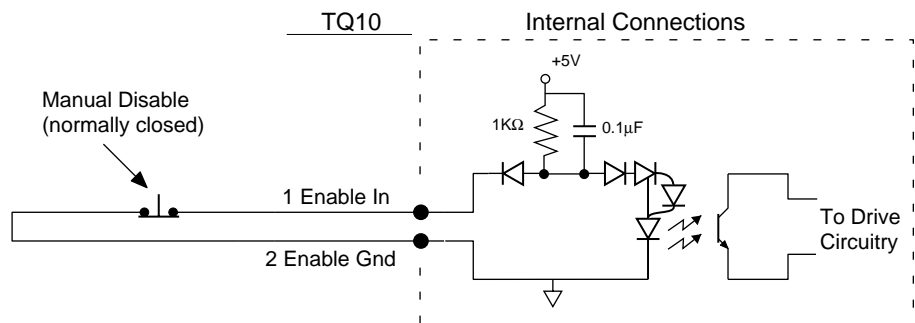 TQ10
Internal Connections
+5V
Manual Disable
(normally closed)
1KΩ
0.1µF
1 Enable In
2 Enable Gnd
To Drive
Circuitry